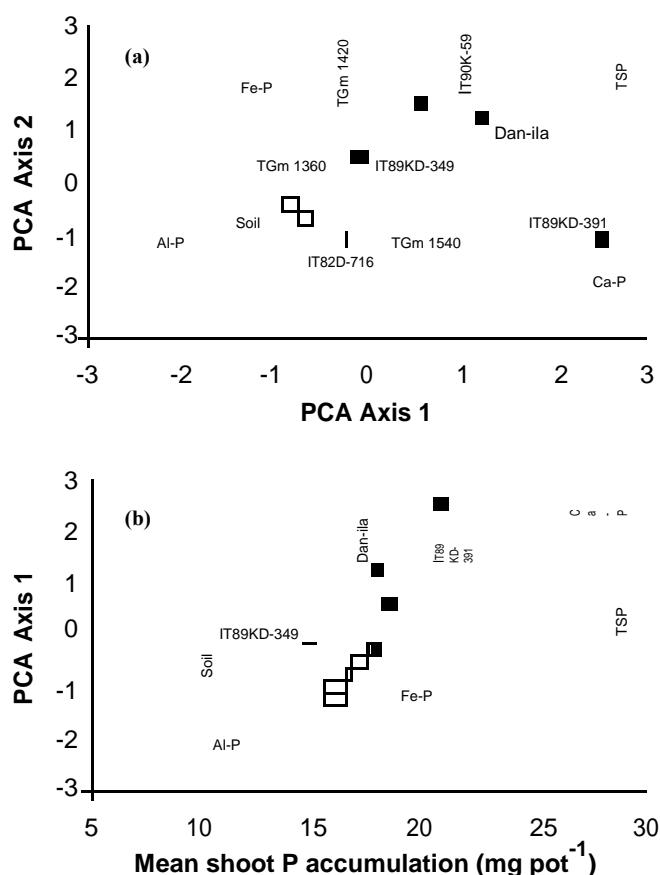 3
(a)
2
Fe-P
TGm 1420
IT90K-59
TSP
1
Dan-ila
TGm 1360
IT89KD-349
0
PCA Axis 2
Soil
IT89KD-391
-1
Al-P
TGm 1540
IT82D-716
Ca-P
-2
-3
-3 -2 -1 0 1 2 3
PCA Axis 1
3
(b)
Ca-P
2
Dan-ila
IT89
KD-
391
1
TSP
0
IT89KD-349
PCA Axis 1
Soil
-1
Fe-P
-2
Al-P
-3
5 10 15 20 25 30
Mean shoot P accumulation (mg pot-1)